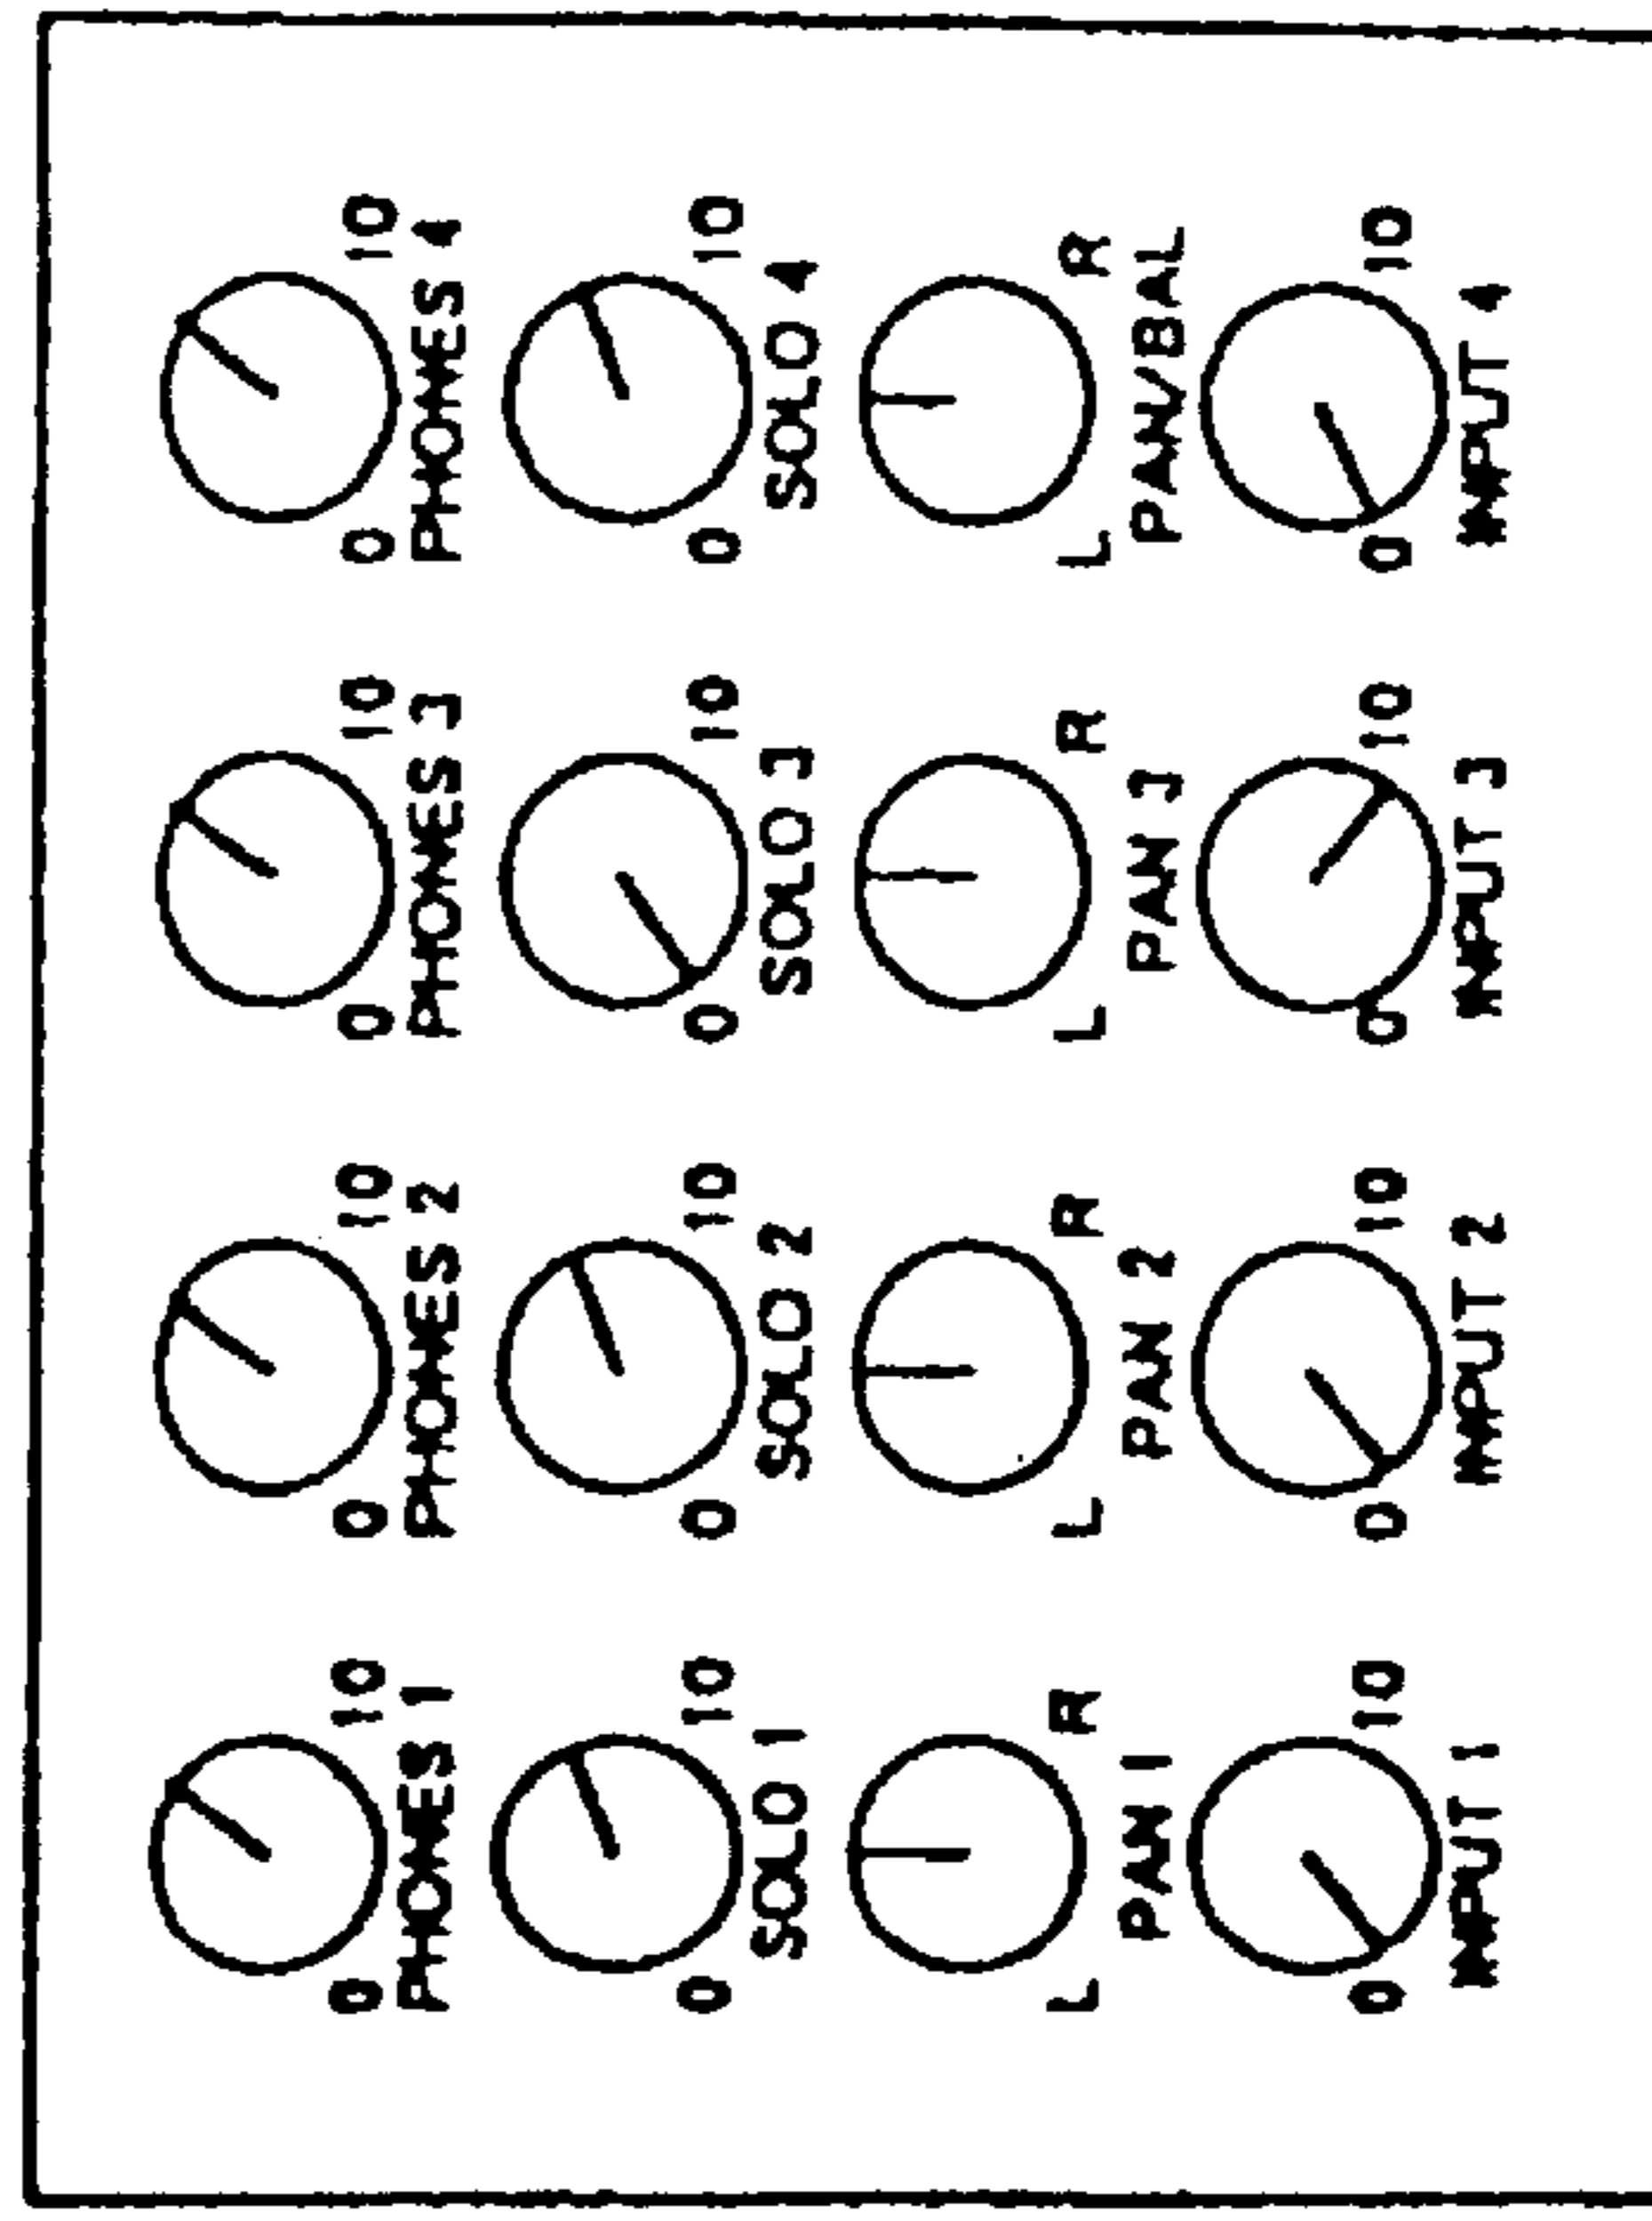 0 10 0 10 0 10 0 10
PHONES 1 PHONES 2 PHONES 3 PHONES 4
0 10 0 10 0 10 0 10
SOLO 1 SOLO 2 SOLO 3 SOLO 4
L R L R L R L R
PAN 1 PAN 2 PAN 3 PAN/BAL
0 10 0 10 0 10 0 10
INPUT 1 INPUT 2 INPUT 3 INPUT 4